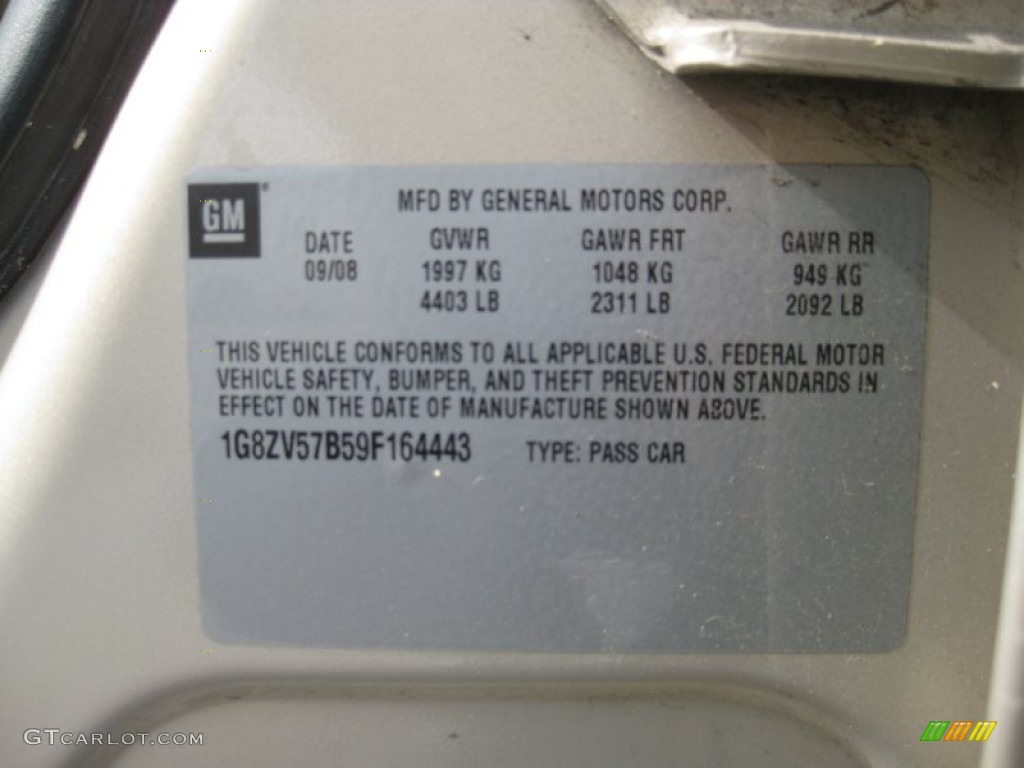 GM®
MFD BY GENERAL MOTORS CORP.
DATE GVWR GAWR FRT GAWR RR
09/08 1997 KG 1048 KG 949 KG
4403 LB 2311 LB 2092 LB
THIS VEHICLE CONFORMS TO ALL APPLICABLE U.S. FEDERAL MOTOR
VEHICLE SAFETY, BUMPER, AND THEFT PREVENTION STANDARDS IN
EFFECT ON THE DATE OF MANUFACTURE SHOWN ABOVE.
1G8ZV57B59F164443 TYPE: PASS CAR
GTCARLOT.COM